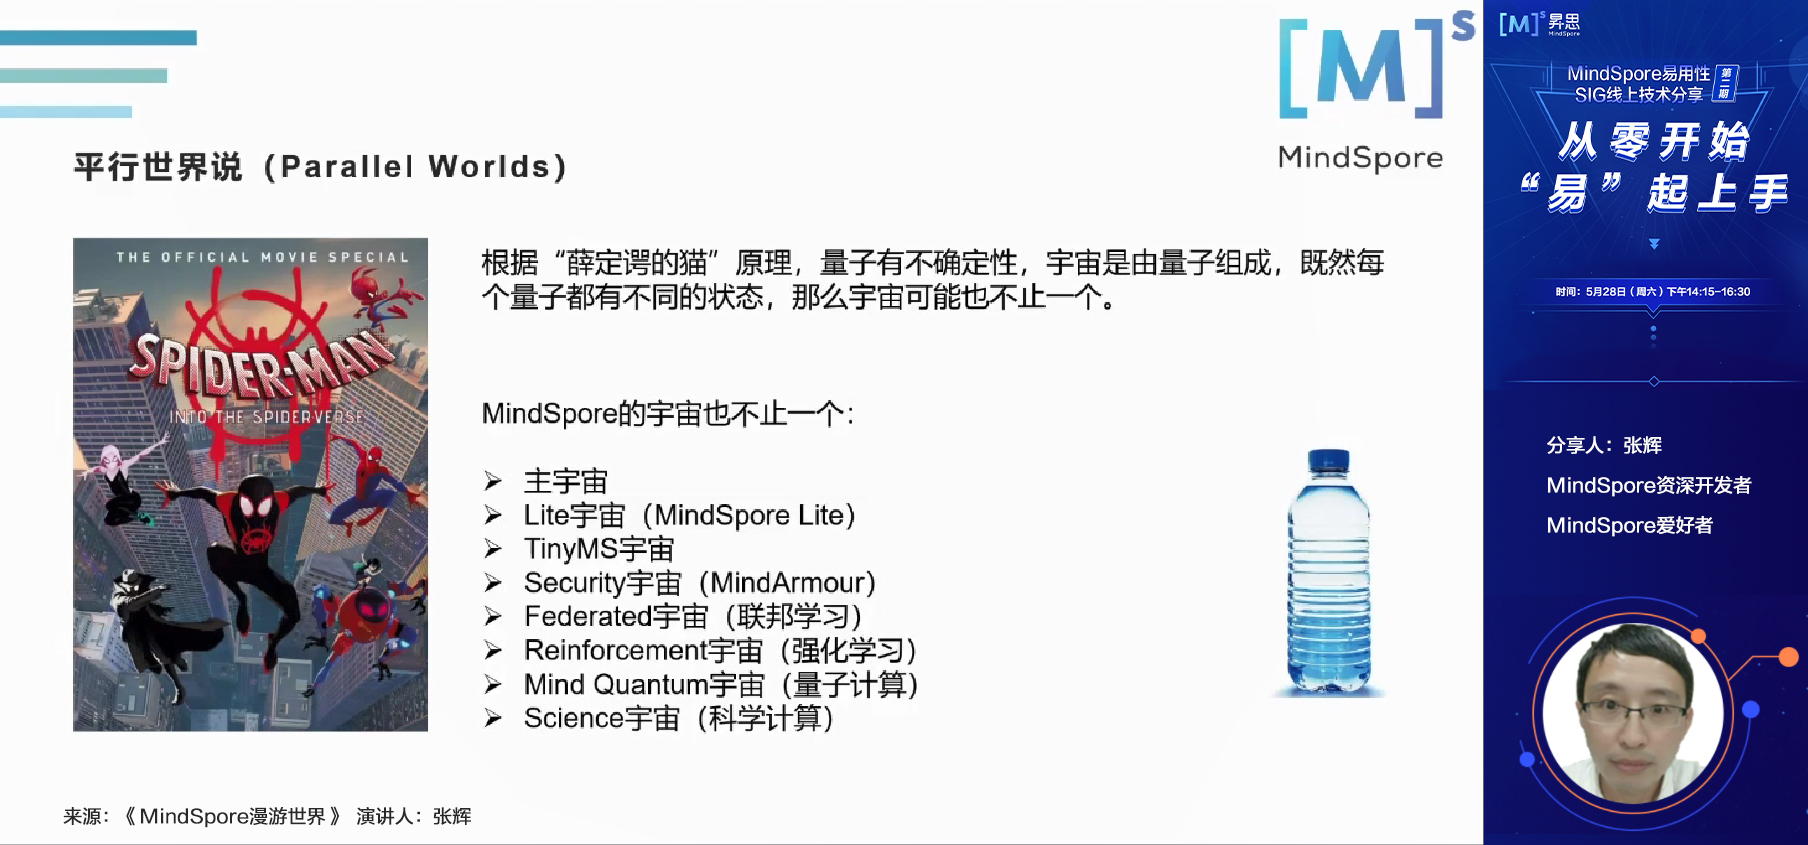 [M]s
MindSpore
平行世界说（Parallel Worlds）
THE OFFICIAL MOVIE SPECIAL
SPIDER-MAN
INTO THE SPIDER-VERSE
根据“薛定谔的猫”原理，量子有不确定性，宇宙是由量子组成，既然每
个量子都有不同的状态，那么宇宙可能也不止一个。
MindSpore的宇宙也不止一个：
➢ 主宇宙
➢ Lite宇宙（MindSpore Lite）
➢ TinyMS宇宙
➢ Security宇宙（MindArmour）
➢ Federated宇宙（联邦学习）
➢ Reinforcement宇宙（强化学习）
➢ Mind Quantum宇宙（量子计算）
➢ Science宇宙（科学计算）
来源：《MindSpore漫游世界》 演讲人：张辉
[M]s 昇思
MindSpore
MindSpore易用性
SIG线上技术分享
第二期
从零开始
“易”起上手
时间：5月28日（周六）下午14:15-16:30
分享人：张辉
MindSpore资深开发者
MindSpore爱好者